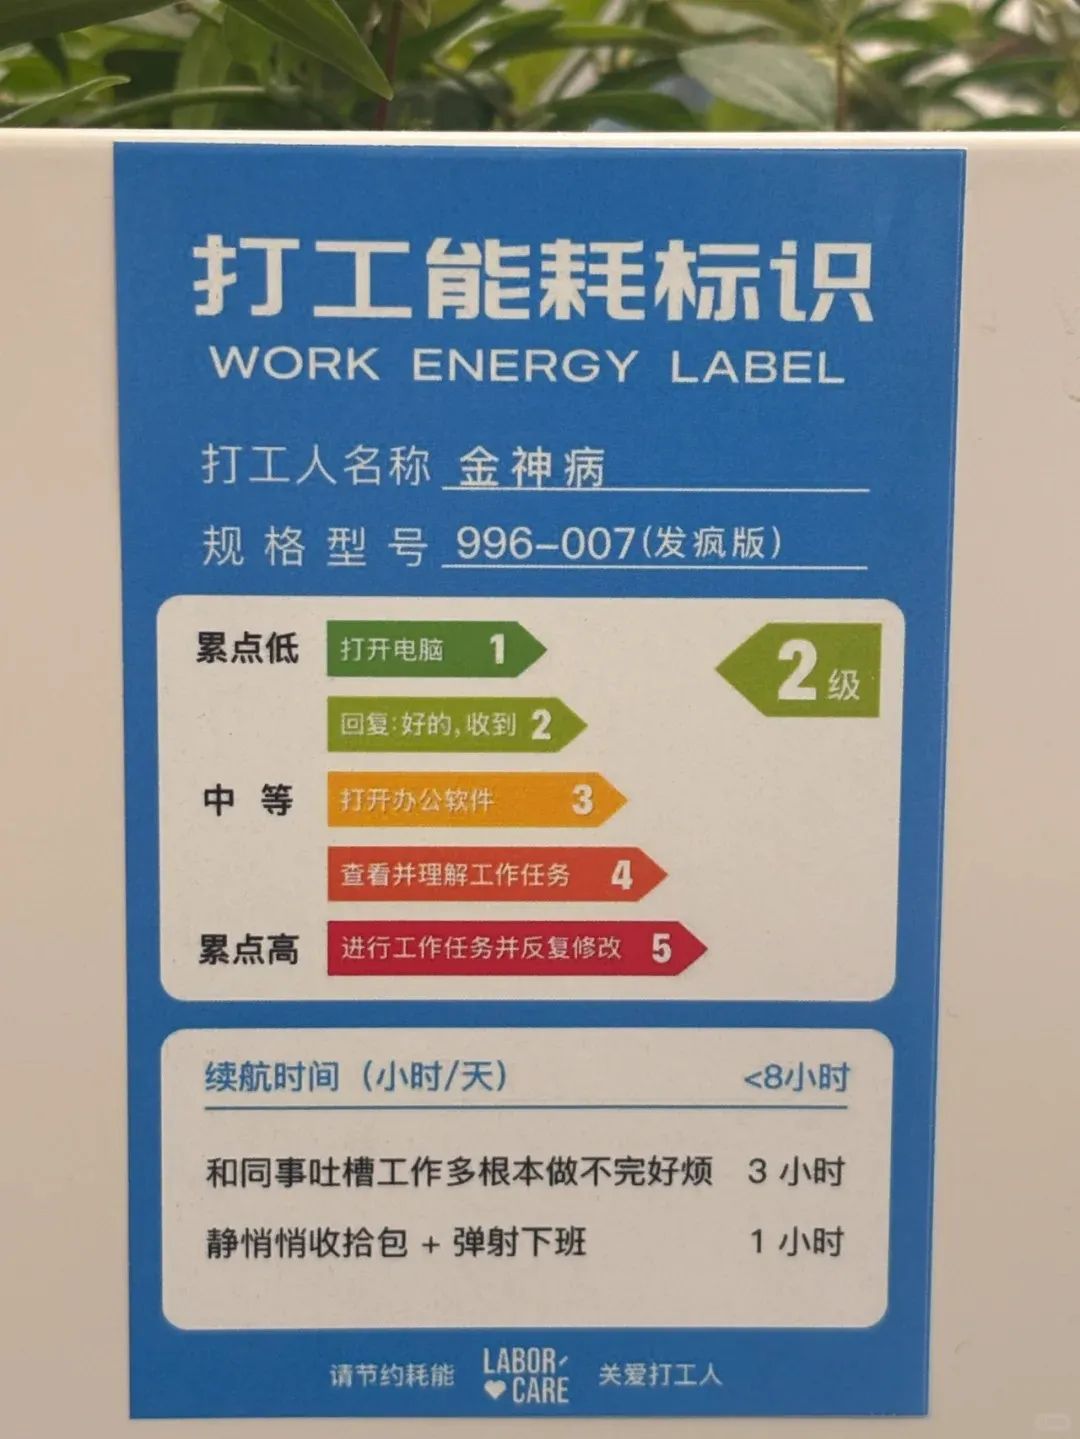 打工能耗标识
WORK ENERGY LABEL
打工人名称 金神病
规格型号 996-007(发疯版)
累点低 打开电脑 1
2级
回复:好的,收到 2
中等 打开办公软件 3
查看并理解工作任务 4
累点高 进行工作任务并反复修改 5
续航时间(小时/天) <8小时
和同事吐槽工作多根本做不完好烦 3 小时
静悄悄收拾包 + 弹射下班 1 小时
请节约耗能 LABOR CARE 关爱打工人